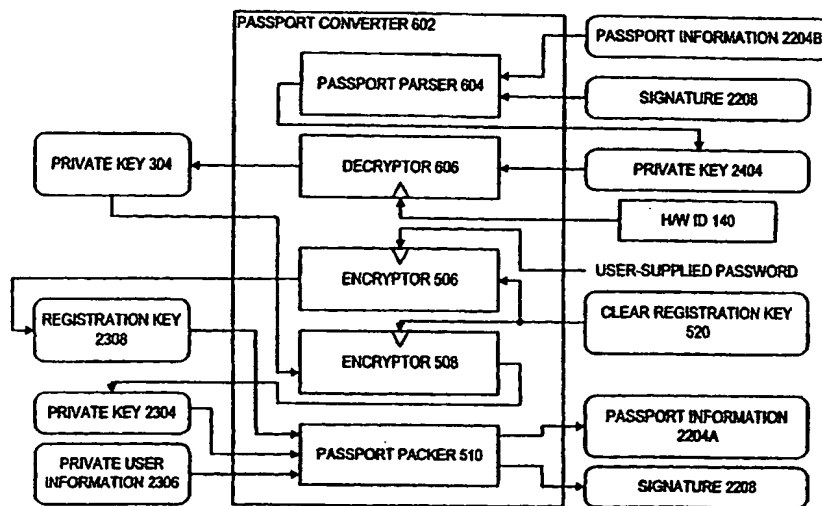 PASSPORT CONVERTER 602
PASSPORT INFORMATION 2204B
PASSPORT PARSER 604
SIGNATURE 2208
PRIVATE KEY 304
DECRYPTOR 606
PRIVATE KEY 2404
H/W ID 140
ENCRYPTOR 506
USER-SUPPLIED PASSWORD
REGISTRATION KEY
2308
CLEAR REGISTRATION KEY
520
ENCRYPTOR 508
PRIVATE KEY 2304
PASSPORT INFORMATION
2204A
PRIVATE USER
INFORMATION 2306
PASSPORT PACKER 510
SIGNATURE 2208